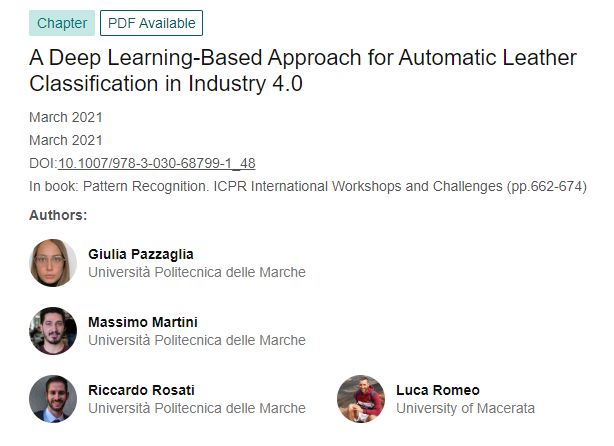 Chapter
PDF Available
A Deep Learning-Based Approach for Automatic Leather
Classification in Industry 4.0
March 2021
March 2021
DOI:10.1007/978-3-030-68799-1_48
In book: Pattern Recognition. ICPR International Workshops and Challenges (pp.662-674)
Authors:
Giulia Pazzaglia
Università Politecnica delle Marche
Massimo Martini
Università Politecnica delle Marche
Riccardo Rosati
Università Politecnica delle Marche
Luca Romeo
University of Macerata